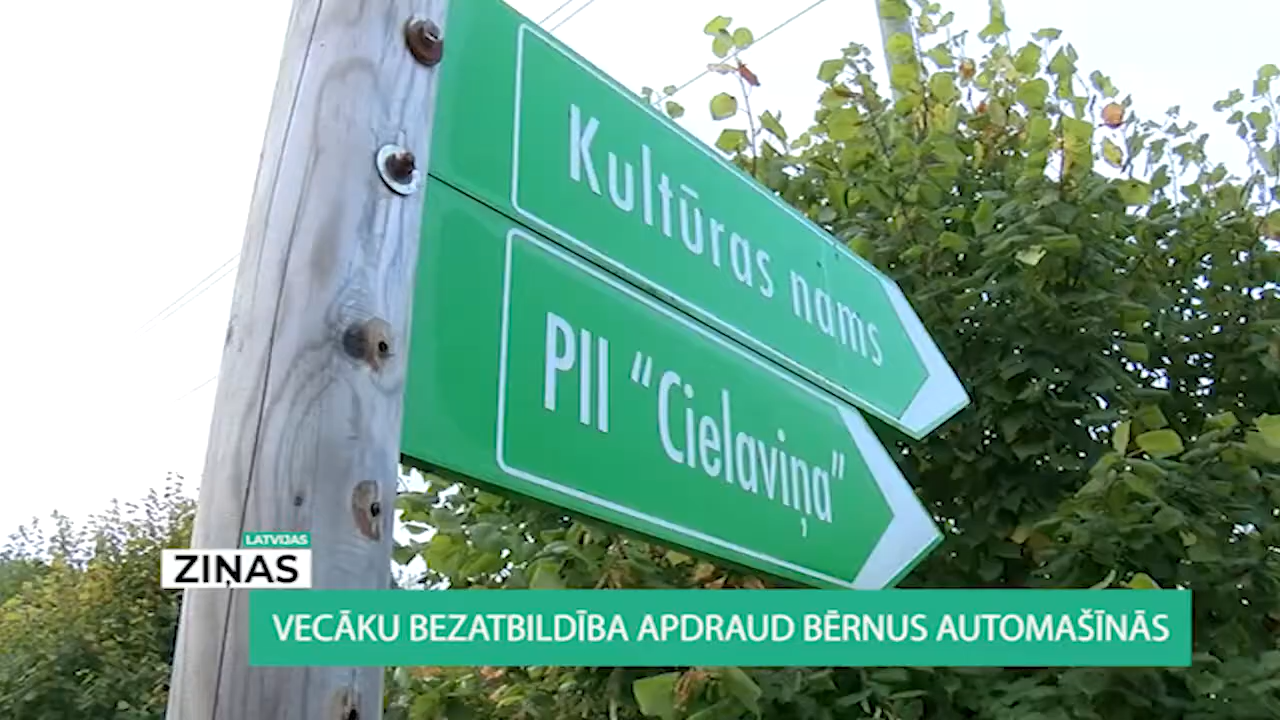 Kultūras nams
PII “Cielaviņa”
LATVIJAS
ZIŅAS
VECĀKU BEZATBILDĪBA APDRAUD BĒRNUS AUTOMAŠĪNĀS